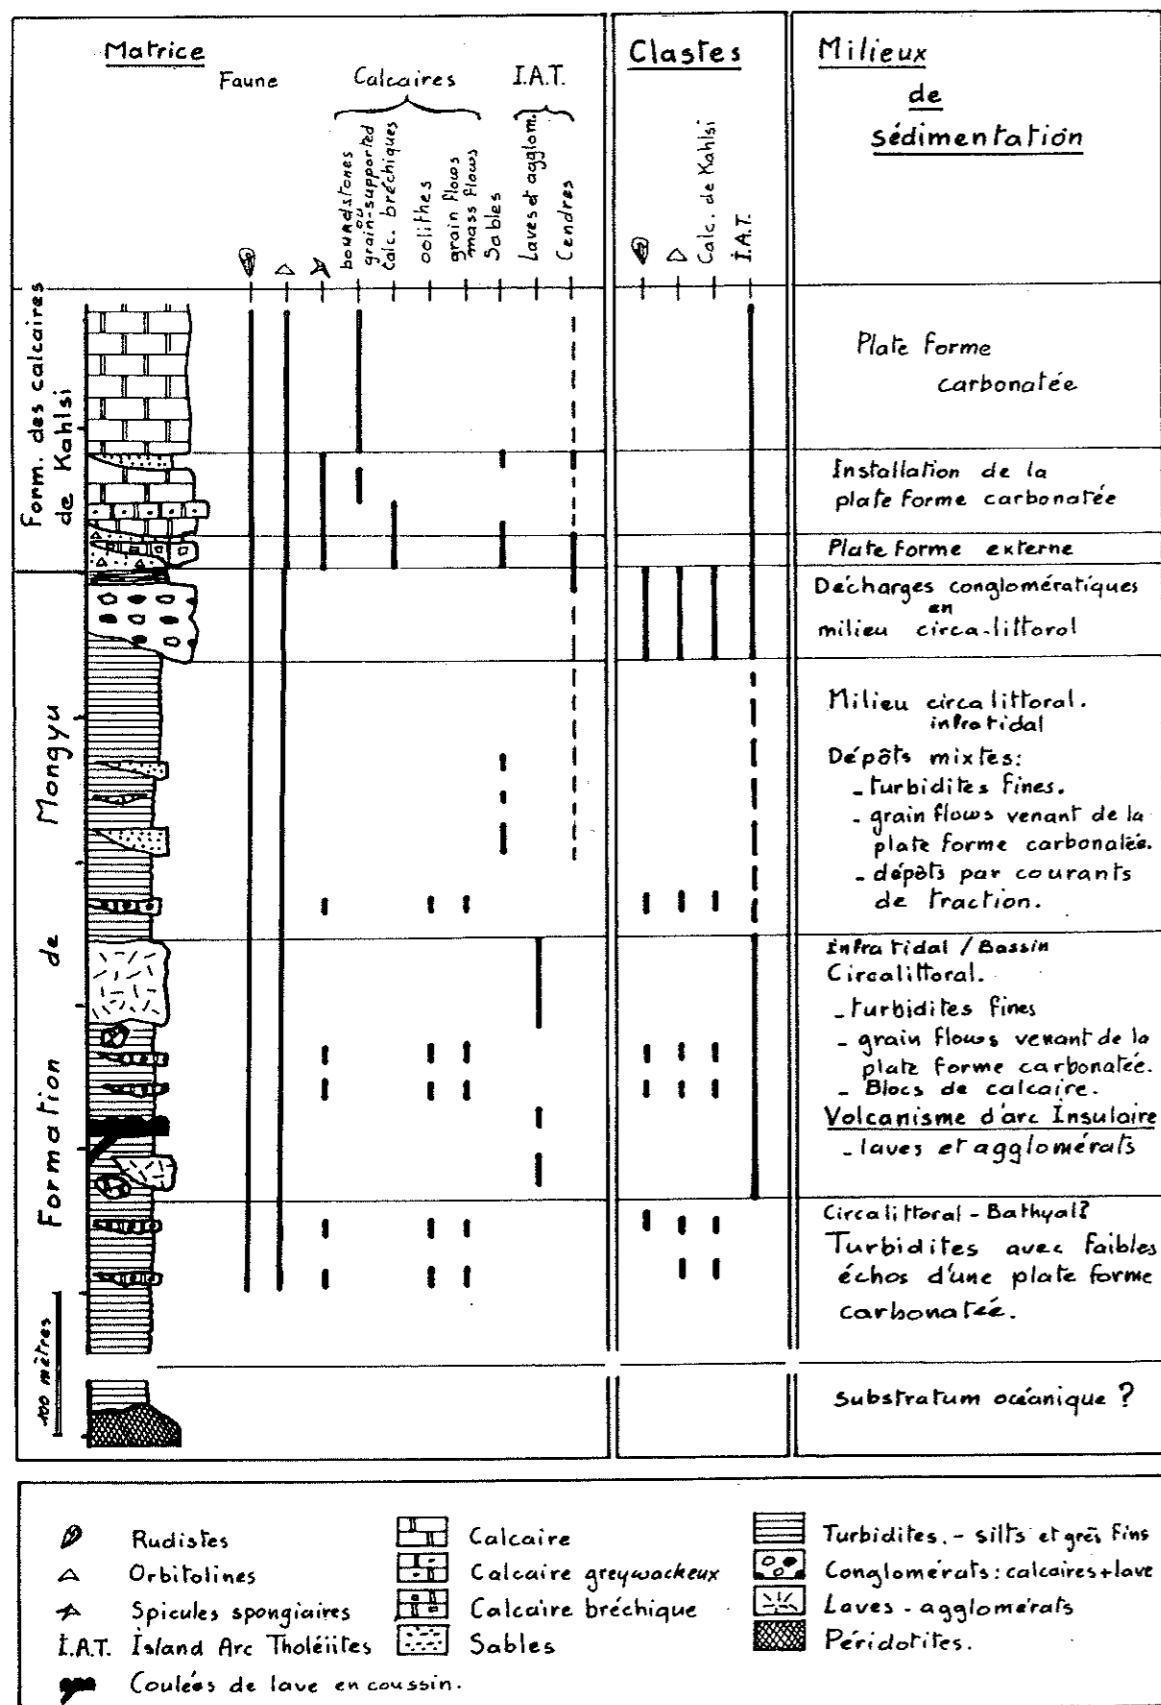 Matrice
Faune
Calcaires
I.A.T.
boundstones
ou
grain-supported
Calc. bréchiques
oolithes
grain flows
mass flows
Sables
Laves et agglom.
Cendres
Clastes
Calc. de Kahlsi
I.A.T.
Milieux
de
sédimentation
Form. des calcaires
de Kahlsi
Formation de Mongyu
100 mètres
Plate forme
carbonatée
Installation de la
plate forme carbonatée
Plate forme externe
Décharges conglomératiques
en
milieu circa-littoral
Milieu circalittoral.
infratidal
Dépôts mixtes:
- turbidites fines.
- grain flows venant de la
plate forme carbonatée.
- dépôts par courants
de traction.
Infratidal / Bassin
Circalittoral.
- turbidites fines
- grain flows venant de la
plate forme carbonatée.
- Blocs de calcaire.
Volcanisme d'arc Insulaire
- laves et agglomérats
Circalittoral - Bathyal?
Turbidites avec faibles
échos d'une plate forme
carbonatée.
Substratum océanique ?
Rudistes
Orbitolines
Spicules spongiaires
I.A.T. Island Arc Tholéiites
Coulées de lave en coussin.
Calcaire
Calcaire greywackeux
Calcaire bréchique
Sables
Turbidites. - silts et grès fins
Conglomérats: calcaires+lave
Laves - agglomérats
Péridotites.